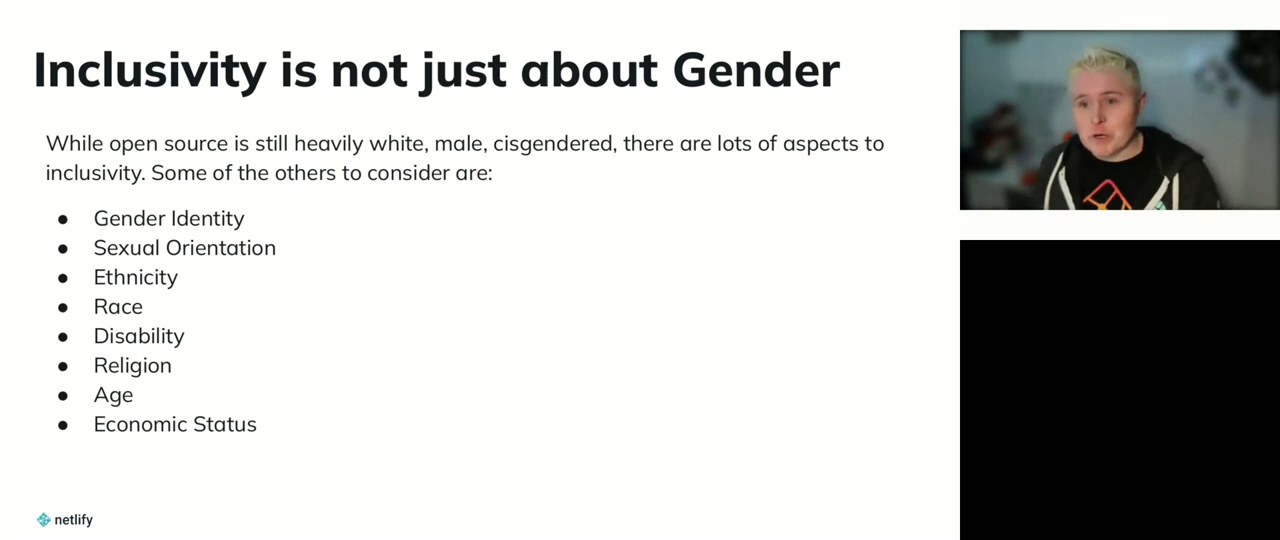 Inclusivity is not just about Gender
While open source is still heavily white, male, cisgendered, there are lots of aspects to
inclusivity. Some of the others to consider are:
● Gender Identity
● Sexual Orientation
● Ethnicity
● Race
● Disability
● Religion
● Age
● Economic Status
netlify